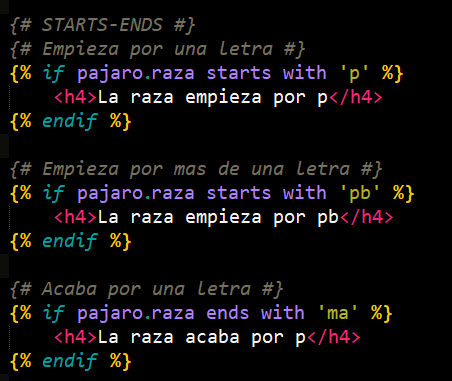 {# STARTS-ENDS #}
{# Empieza por una letra #}
{% if pajaro.raza starts with 'p' %}
<h4>La raza empieza por p</h4>
{% endif %}
{# Empieza por mas de una letra #}
{% if pajaro.raza starts with 'pb' %}
<h4>La raza empieza por pb</h4>
{% endif %}
{# Acaba por una letra #}
{% if pajaro.raza ends with 'ma' %}
<h4>La raza acaba por p</h4>
{% endif %}